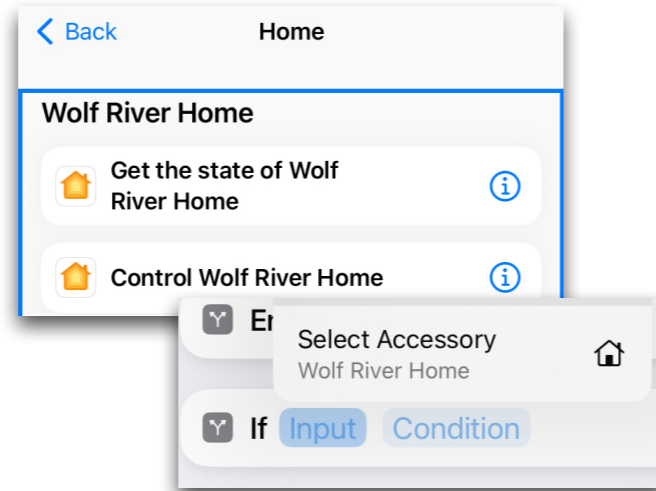 Back
Home
Wolf River Home
Get the state of Wolf
River Home
Control Wolf River Home
Select Accessory
Wolf River Home
If Input Condition